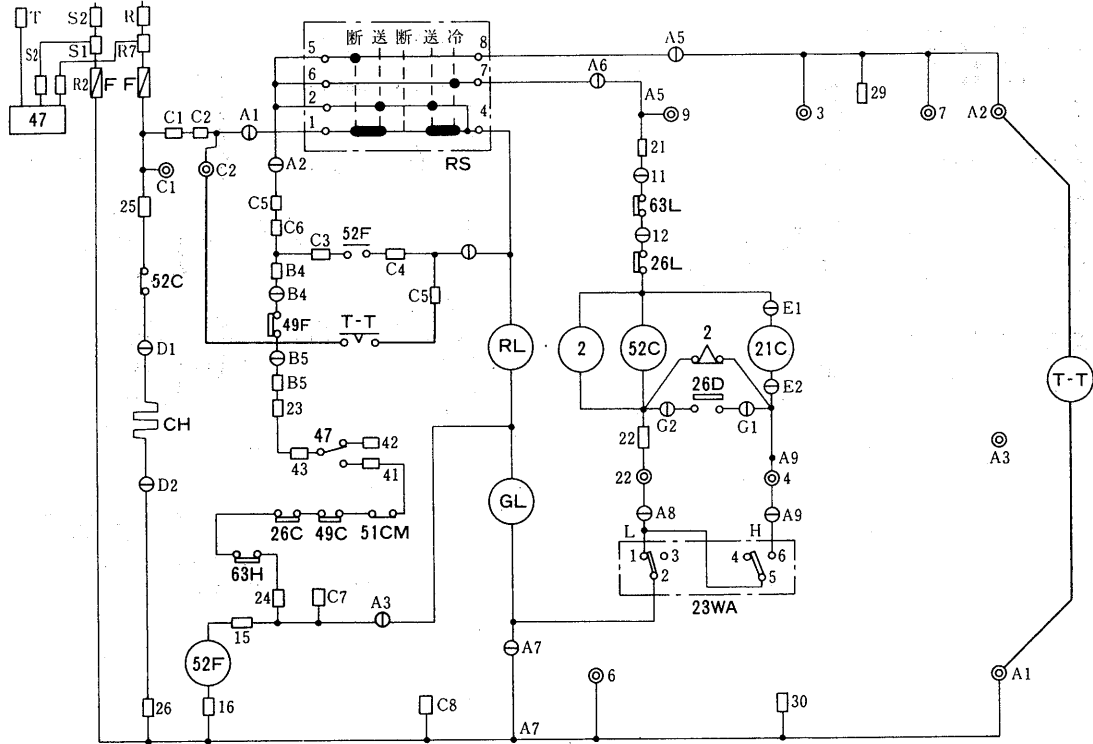 T
S2
R
S2
S1
R7
R2
F
F
47
断 送 断 送 冷
5
8
6
7
2
1
4
RS
A5
A6
A5
9
3
29
7
A2
C1
C2
A1
C2
C1
A2
25
C5
C6
21
11
63L
12
26L
52C
C3
52F
C4
B4
B4
C5
49F
T-T
B5
B5
23
D1
CH
D2
RL
GL
2
52C
2
21C
E1
E2
26D
G2
G1
T-T
A3
43
47
42
41
22
22
A8
A9
4
A9
26C
49C
51CM
63H
L
H
1
3
2
4
6
5
23WA
24
C7
A3
15
52F
16
26
A7
C8
A7
6
30
A1